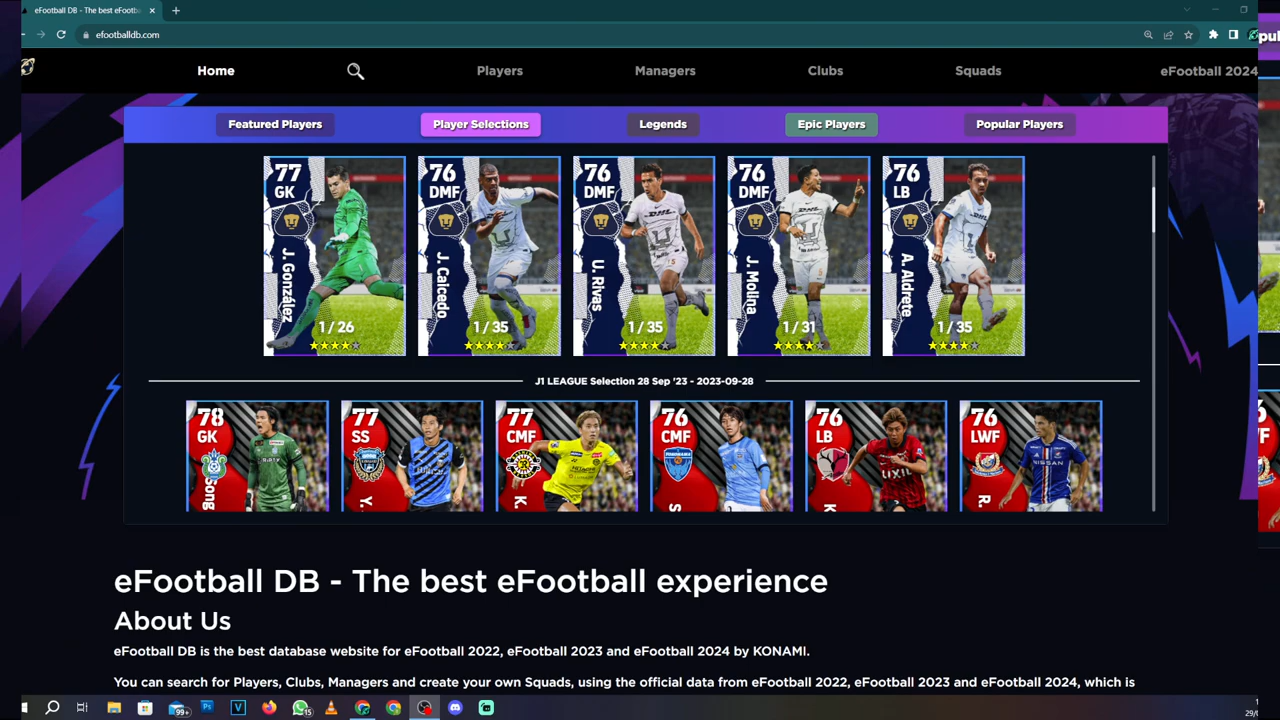 eFootball DB - The best eFootb
efootballdb.com
Home
Players
Managers
Clubs
Squads
eFootball 2024
Featured Players
Player Selections
Legends
Epic Players
Popular Players
77
GK
J. González
1 / 26
76
DMF
J. Caicedo
1 / 35
76
DMF
U. Rivas
1 / 35
76
DMF
J. Molina
1 / 31
76
LB
A. Aldrete
1 / 35
J1 LEAGUE Selection 28 Sep '23 - 2023-09-28
78
GK
Song
77
SS
Y.
77
CMF
K.
76
CMF
S
76
LB
K
76
LWF
R.
eFootball DB - The best eFootball experience
About Us
eFootball DB is the best database website for eFootball 2022, eFootball 2023 and eFootball 2024 by KONAMI.
You can search for Players, Clubs, Managers and create your own Squads, using the official data from eFootball 2022, eFootball 2023 and eFootball 2024, which is
99+
15
29/0